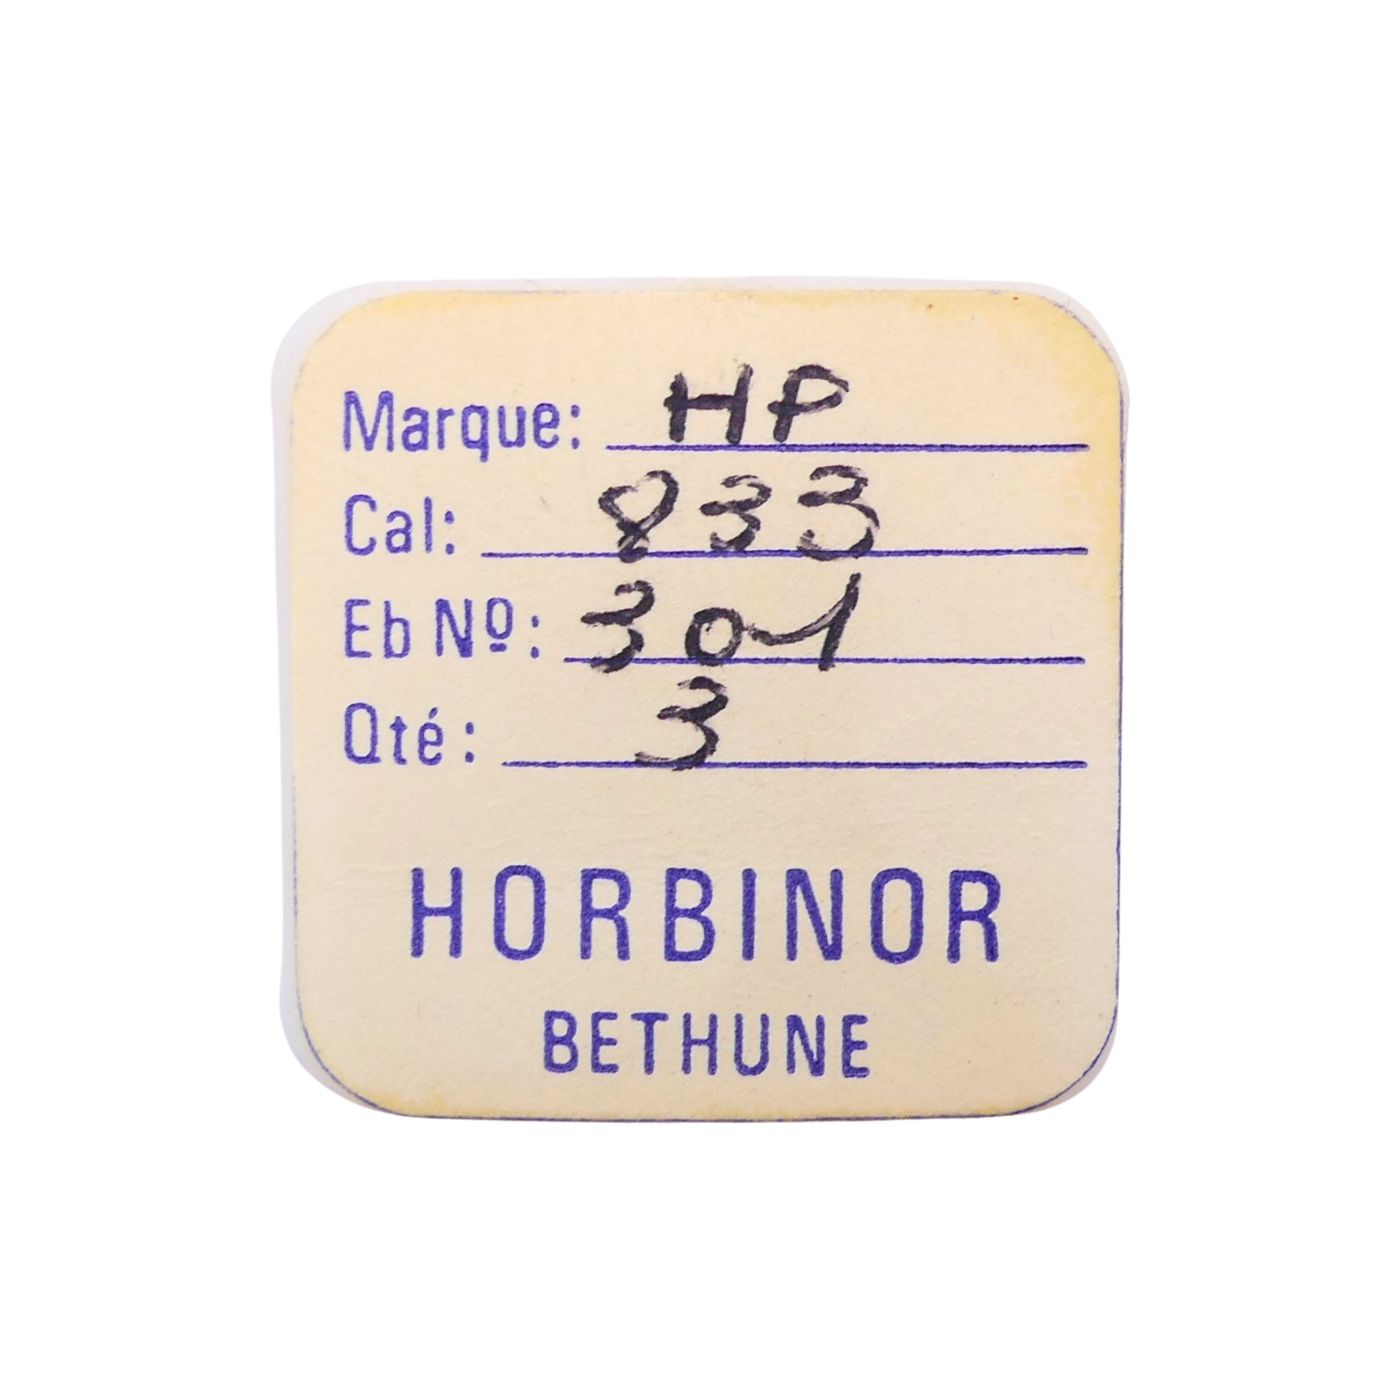 Marque: HP
Cal: 833
Eb Nº: 301
Qté: 3
HORBINOR
BETHUNE